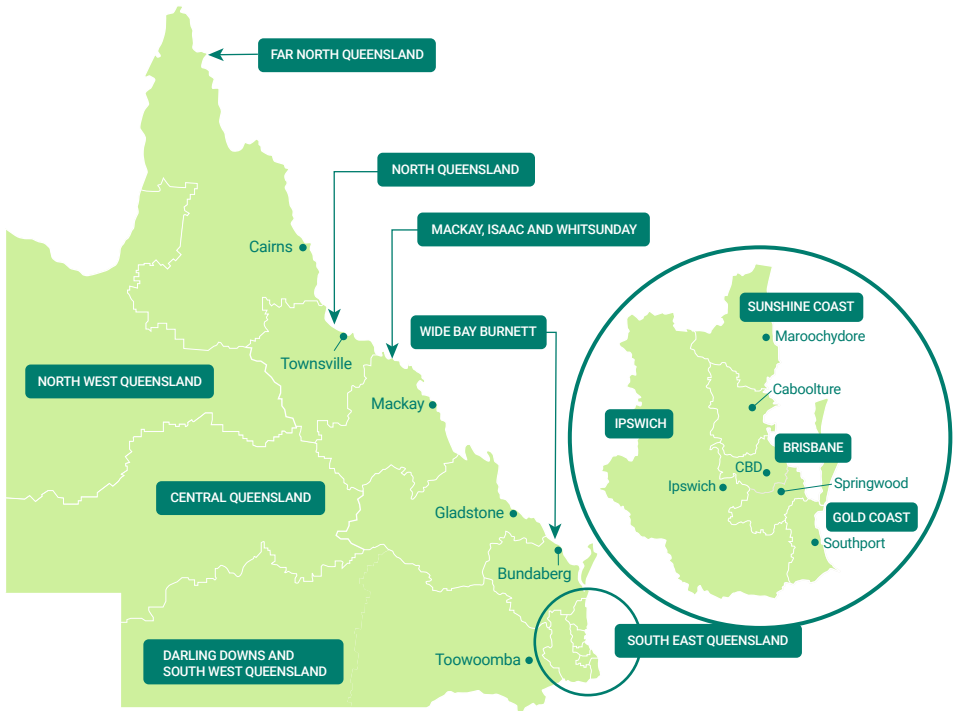 FAR NORTH QUEENSLAND
NORTH QUEENSLAND
MACKAY, ISAAC AND WHITSUNDAY
Cairns
WIDE BAY BURNETT
Townsville
NORTH WEST QUEENSLAND
Mackay
CENTRAL QUEENSLAND
Gladstone
Bundaberg
DARLING DOWNS AND
SOUTH WEST QUEENSLAND
Toowoomba
SOUTH EAST QUEENSLAND
SUNSHINE COAST
Maroochydore
Caboolture
IPSWICH
BRISBANE
CBD
Ipswich
Springwood
GOLD COAST
Southport